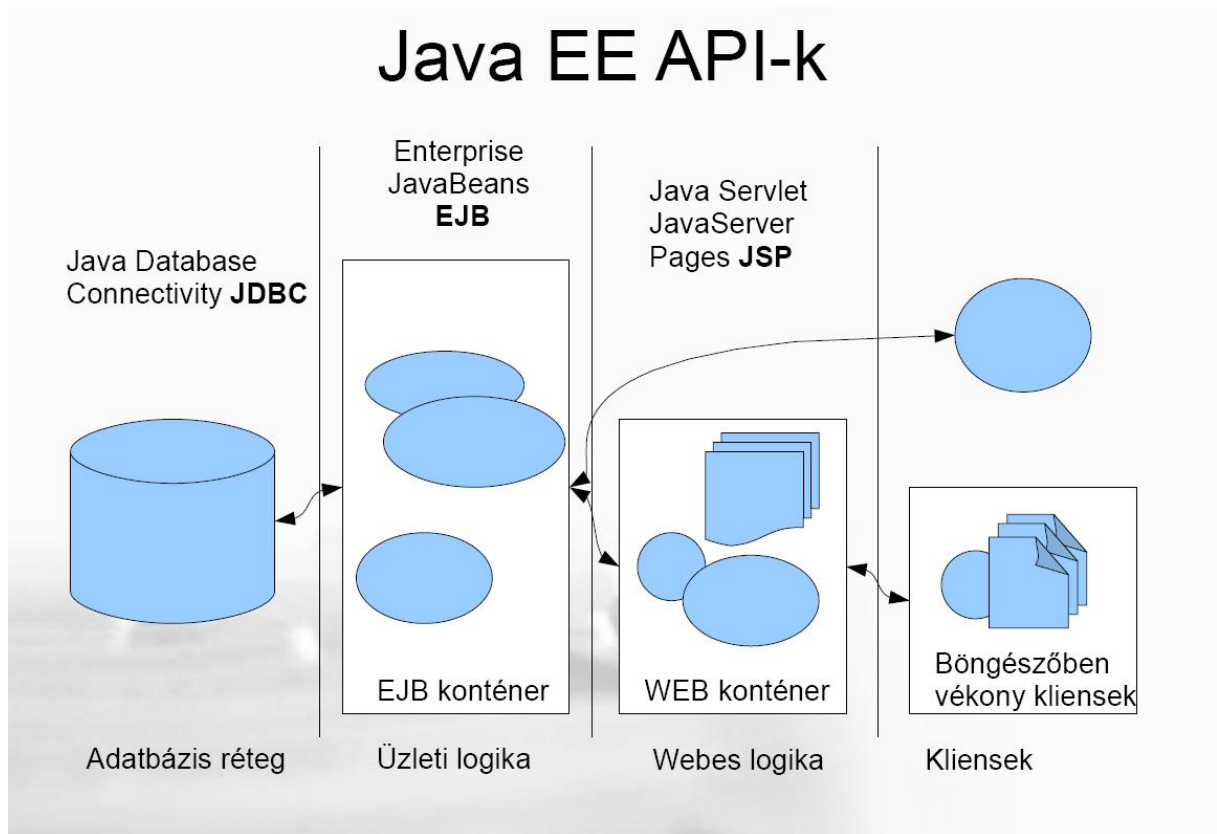 Java EE API-k
Java Database
Connectivity JDBC
Enterprise
JavaBeans
EJB
Java Servlet
JavaServer
Pages JSP
EJB konténer
WEB konténer
Böngészőben
vékony kliensek
Adatbázis réteg
Üzleti logika
Webes logika
Kliensek